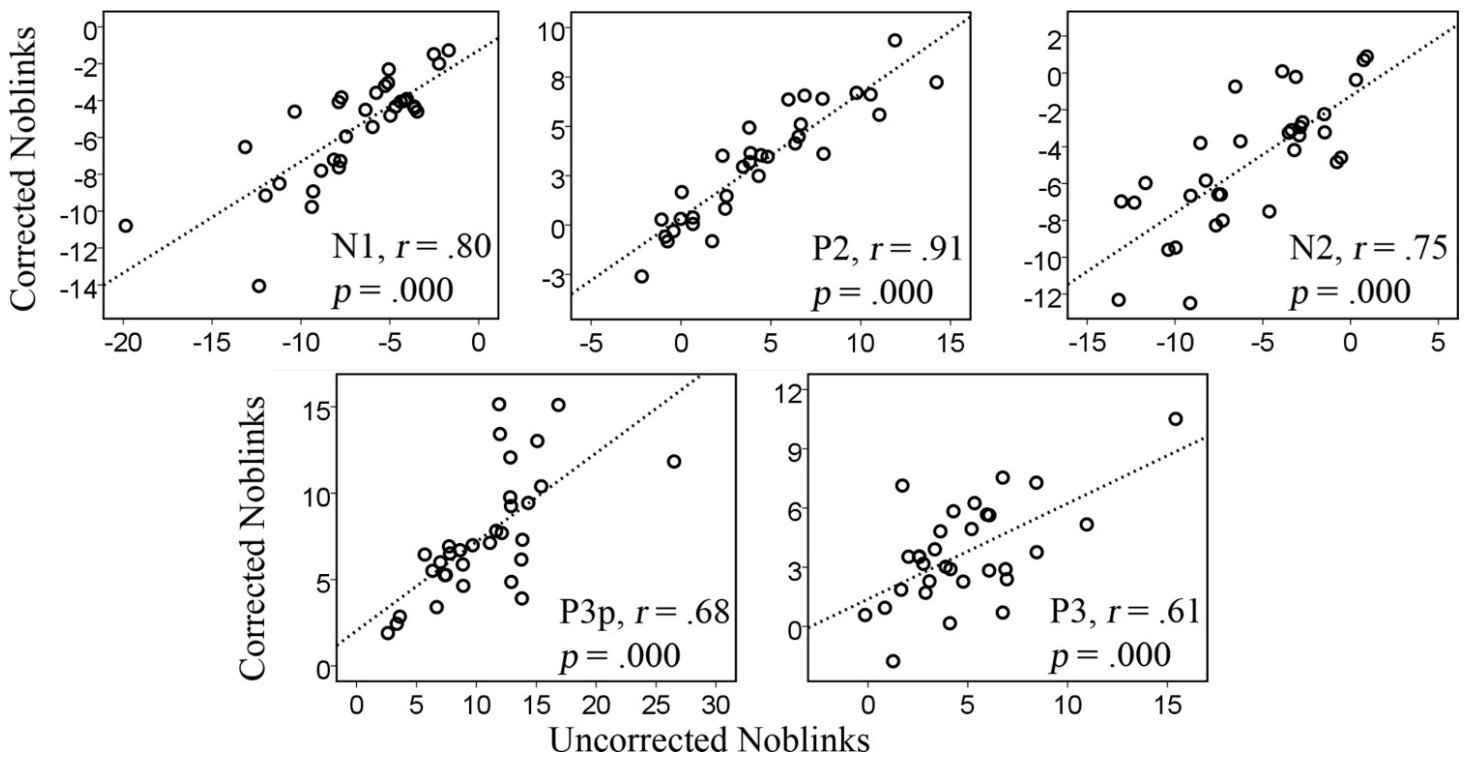 Corrected Noblinks
0
-2
-4
-6
-8
-10
-12
-14
-20 -15 -10 -5 0
N1, r = .80
p = .000
10
8
5
3
0
-3
-5 0 5 10 15
P2, r = .91
p = .000
2
0
-2
-4
-6
-8
-10
-12
-15 -10 -5 0 5
N2, r = .75
p = .000
Corrected Noblinks
15
10
5
0
0 5 10 15 20 25 30
P3p, r = .68
p = .000
12
9
6
3
0
0 5 10 15
P3, r = .61
p = .000
Uncorrected Noblinks